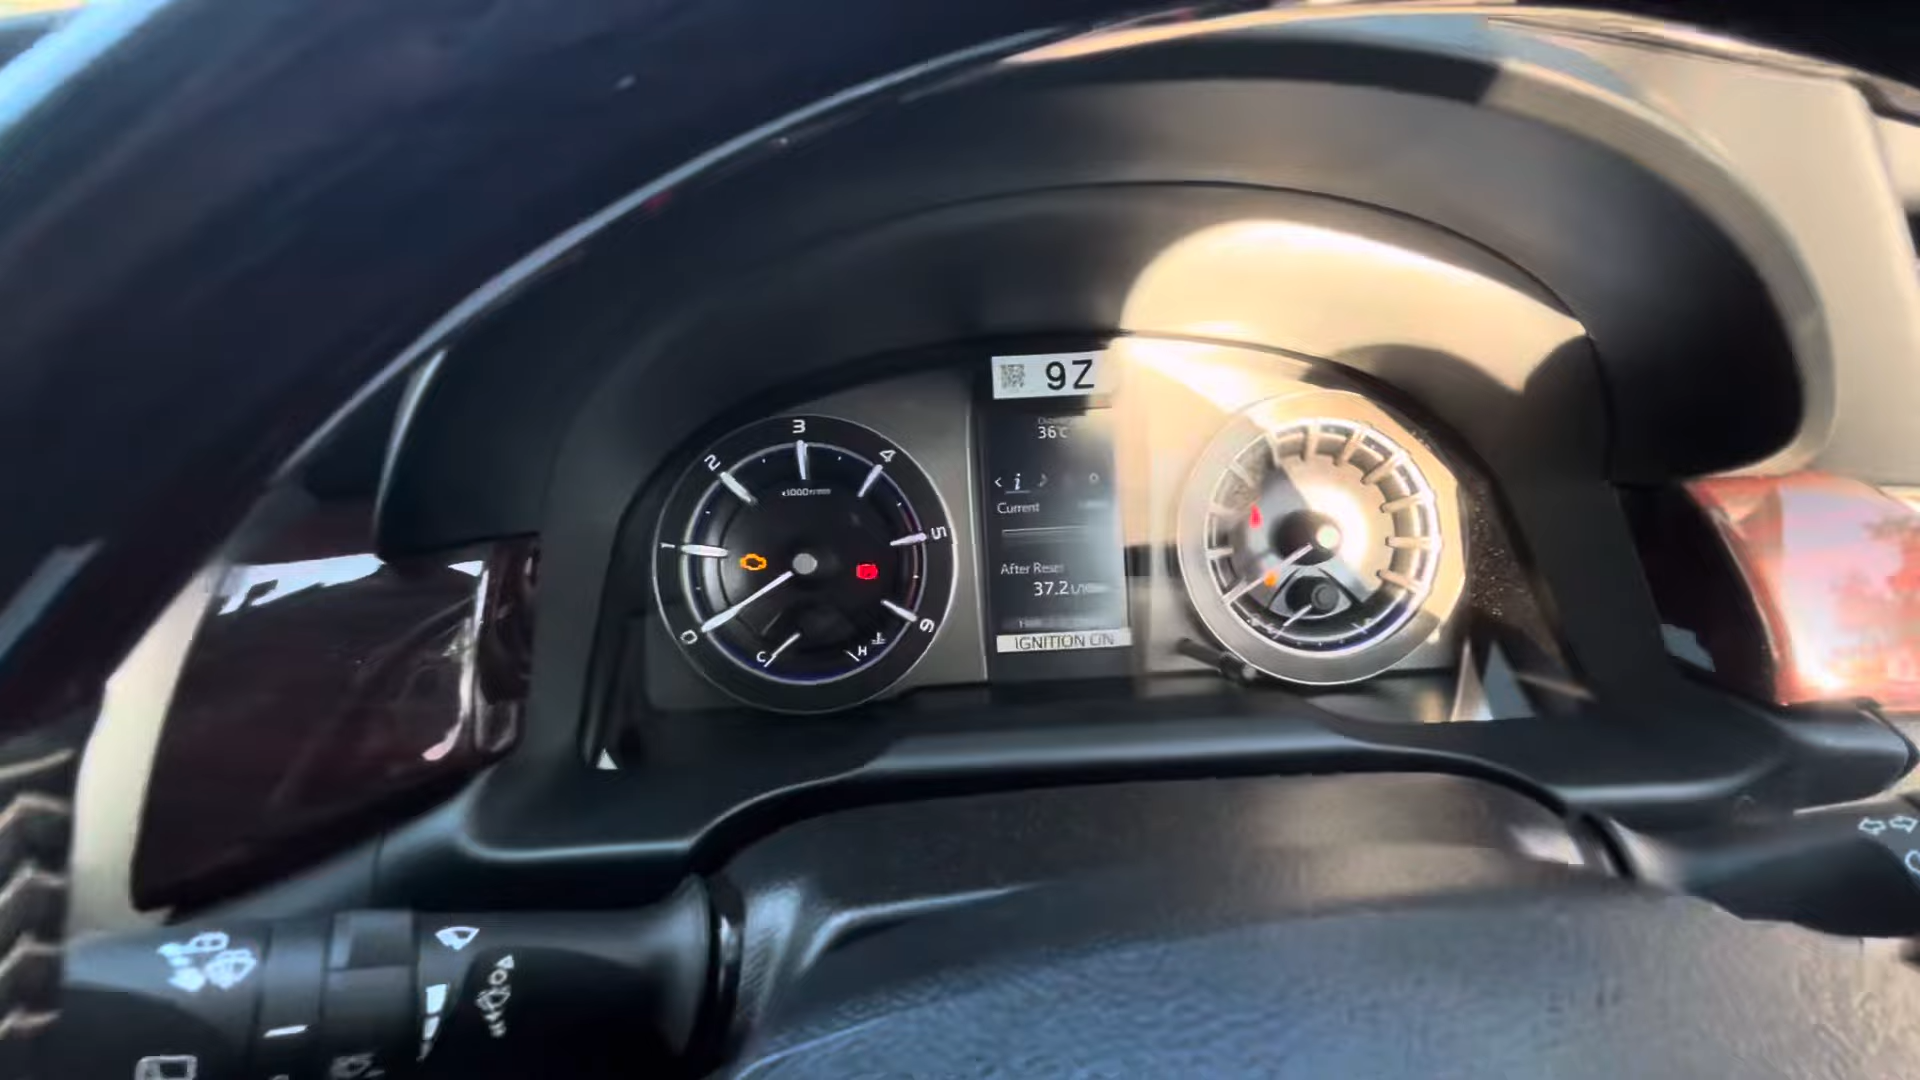 9Z
36°C
< i
Current
After Reset
37.2
IGNITION ON
0
1
2
3
4
5
6
x1000r/min
C
H